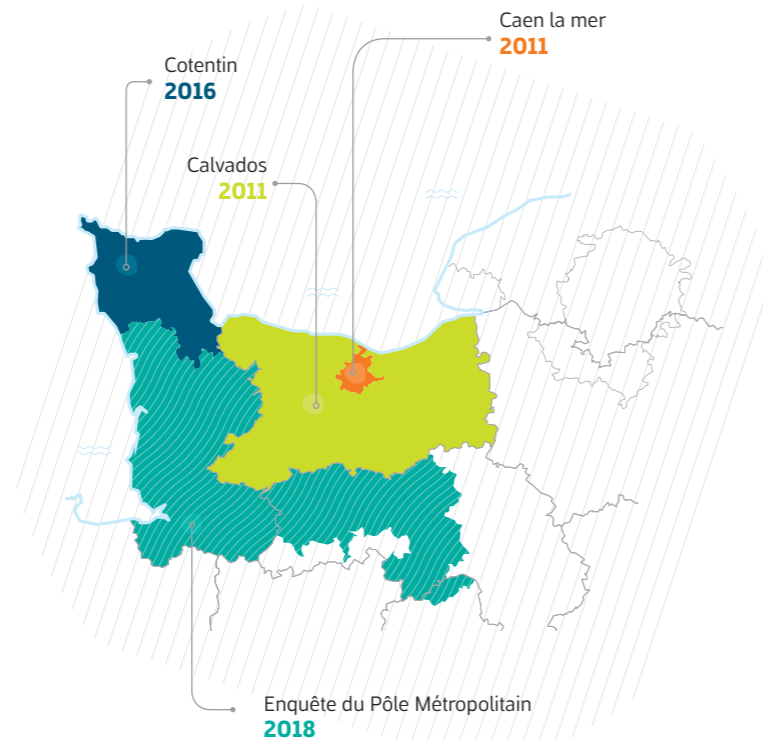 Caen la mer
2011
Cotentin
2016
Calvados
2011
Enquête du Pôle Métropolitain
2018